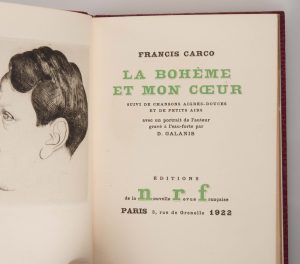 FRANCIS CARCO
LA BOHÈME
ET MON CŒUR
SUIVI DE CHANSONS AIGRES-DOUCES
ET DE PETITS AIRS
avec un portrait de l'auteur
gravé à l'eau-forte par
D. GALANIS
ÉDITIONS
de la nouvelle revue française
PARIS 3, rue de Grenelle 1922